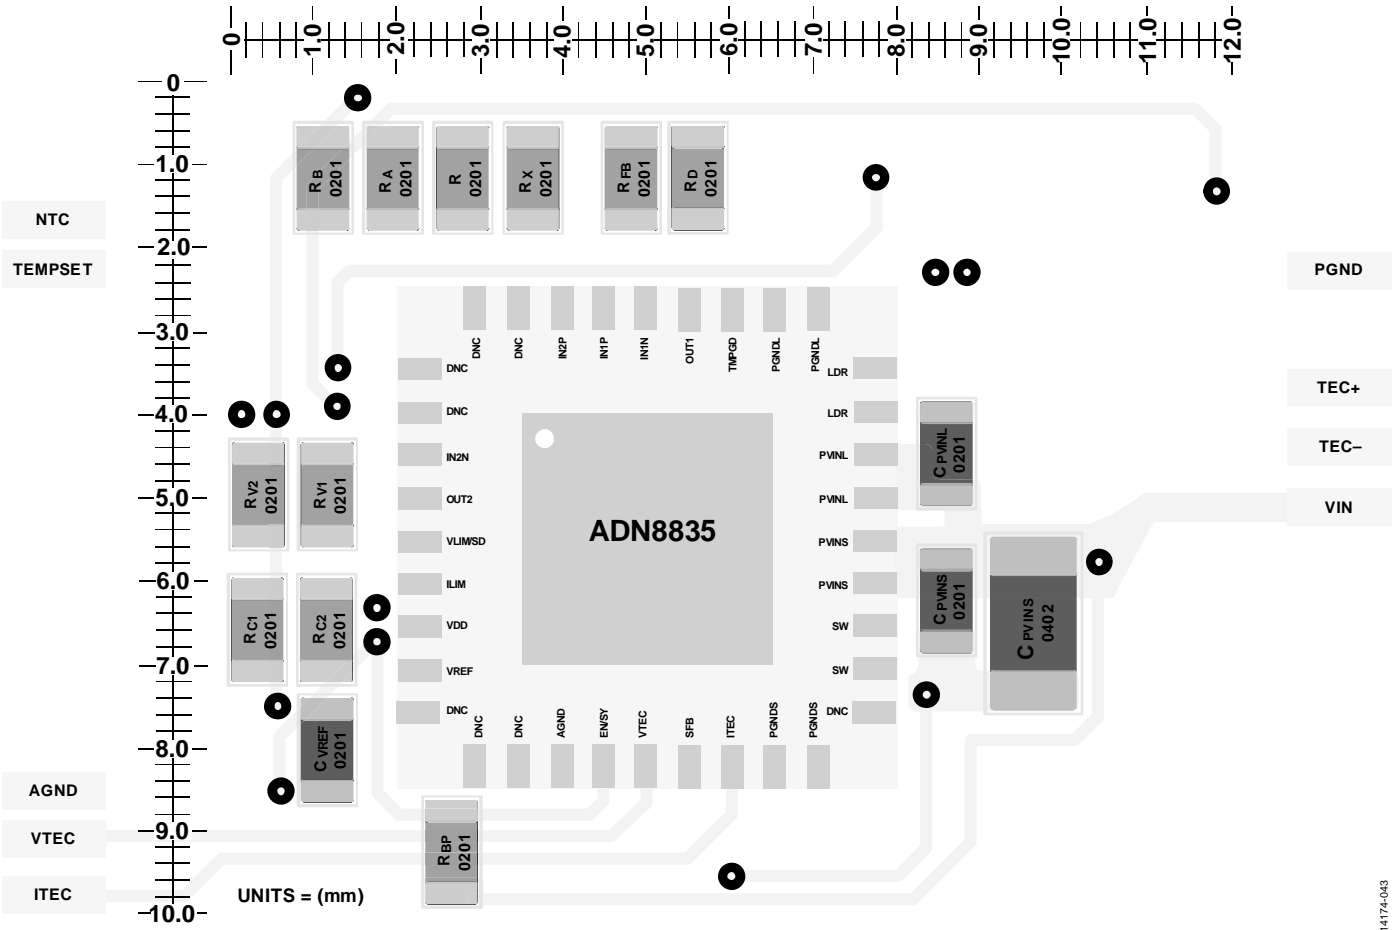 0 1.0 2.0 3.0 4.0 5.0 6.0 7.0 8.0 9.0 10.0 11.0 12.0
0
1.0
2.0
3.0
4.0
5.0
6.0
7.0
8.0
9.0
10.0
RB
0201
RA
0201
R
0201
RX
0201
RFB
0201
RD
0201
NTC
TEMPSET
PGND
TEC+
TEC–
VIN
DNC
DNC
IN2P
IN1P
IN1N
OUT1
TMPGD
PGNDL
PGNDL
DNC
DNC
IN2N
OUT2
VLIM/SD
ILIM
VDD
VREF
DNC
ADN8835
LDR
LDR
PVINL
PVINL
PVINS
PVINS
SW
SW
DNC
DNC
DNC
AGND
EN/SY
VTEC
SFB
ITEC
PGNDS
PGNDS
CPVINL
0201
CPVINS
0201
CPVINS
0402
RV2
0201
RV1
0201
RC1
0201
RC2
0201
CVREF
0201
RBP
0201
AGND
VTEC
ITEC
UNITS = (mm)
14174-043